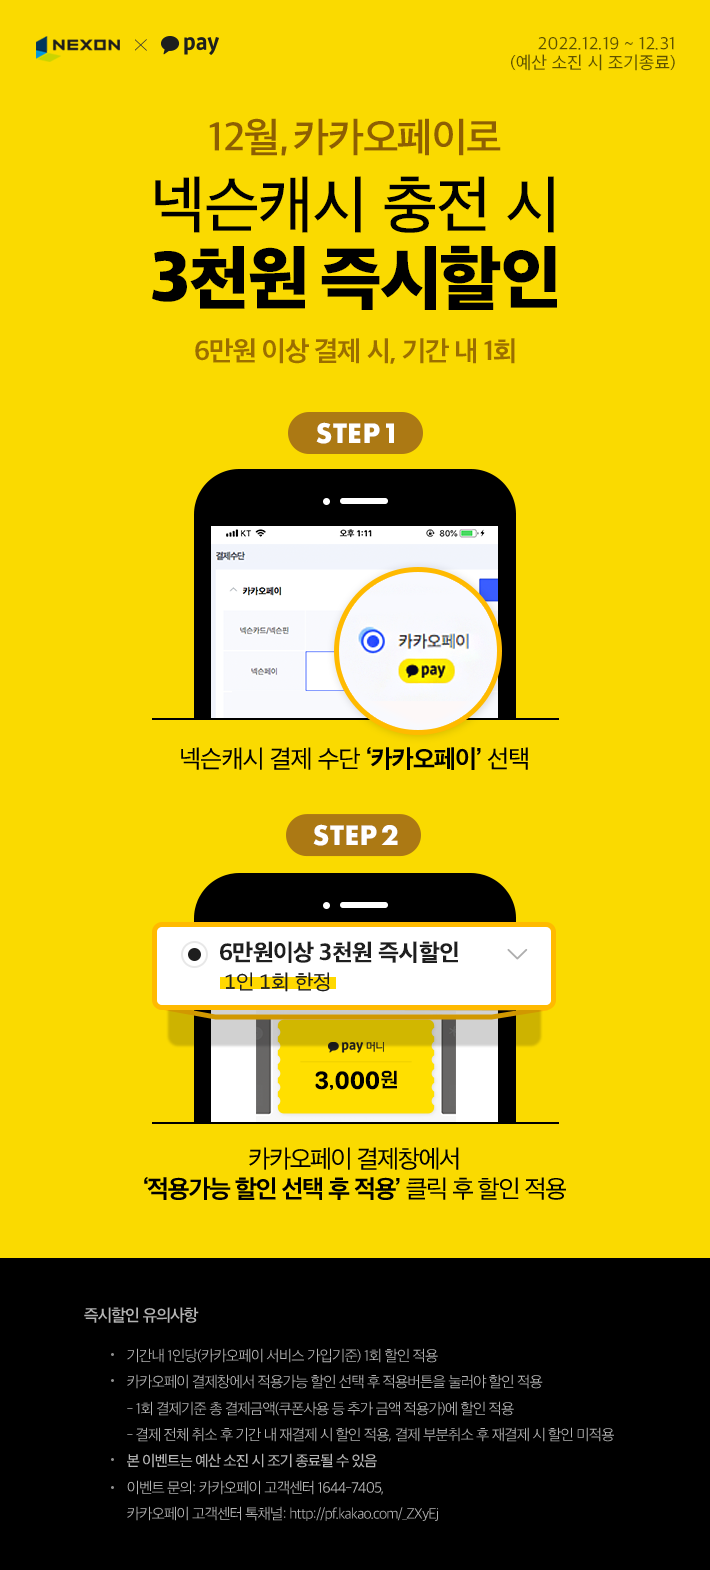 NEXON × pay
2022.12.19 ~ 12.31
(예산 소진 시 조기종료)
12월, 카카오페이로
넥슨캐시 충전 시
3천원 즉시할인
6만원 이상 결제 시, 기간 내 1회
STEP 1
KT 오후 1:11 80%
결제수단
카카오페이
넥슨카드/넥슨핀
넥슨페이
카카오페이
pay
넥슨캐시 결제 수단 ‘카카오페이’ 선택
STEP 2
6만원이상 3천원 즉시할인
1인 1회 한정
pay 머니
3,000원
카카오페이 결제창에서
‘적용가능 할인 선택 후 적용’ 클릭 후 할인 적용
즉시할인 유의사항
· 기간내 1인당(카카오페이 서비스 가입기준) 1회 할인 적용
· 카카오페이 결제창에서 적용가능 할인 선택 후 적용버튼을 눌러야 할인 적용
- 1회 결제기준 총 결제금액(쿠폰사용 등 추가 금액 적용가)에 할인 적용
- 결제 전체 취소 후 기간 내 재결제 시 할인 적용, 결제 부분취소 후 재결제 시 할인 미적용
· 본 이벤트는 예산 소진 시 조기 종료될 수 있음
· 이벤트 문의: 카카오페이 고객센터 1644-7405,
카카오페이 고객센터 톡채널: http://pf.kakao.com/_ZXyEj